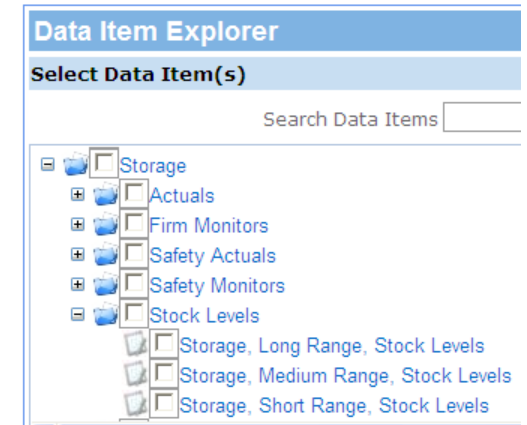 Data Item Explorer
Select Data Item(s)
Search Data Items
Storage
Actuals
Firm Monitors
Safety Actuals
Safety Monitors
Stock Levels
Storage, Long Range, Stock Levels
Storage, Medium Range, Stock Levels
Storage, Short Range, Stock Levels